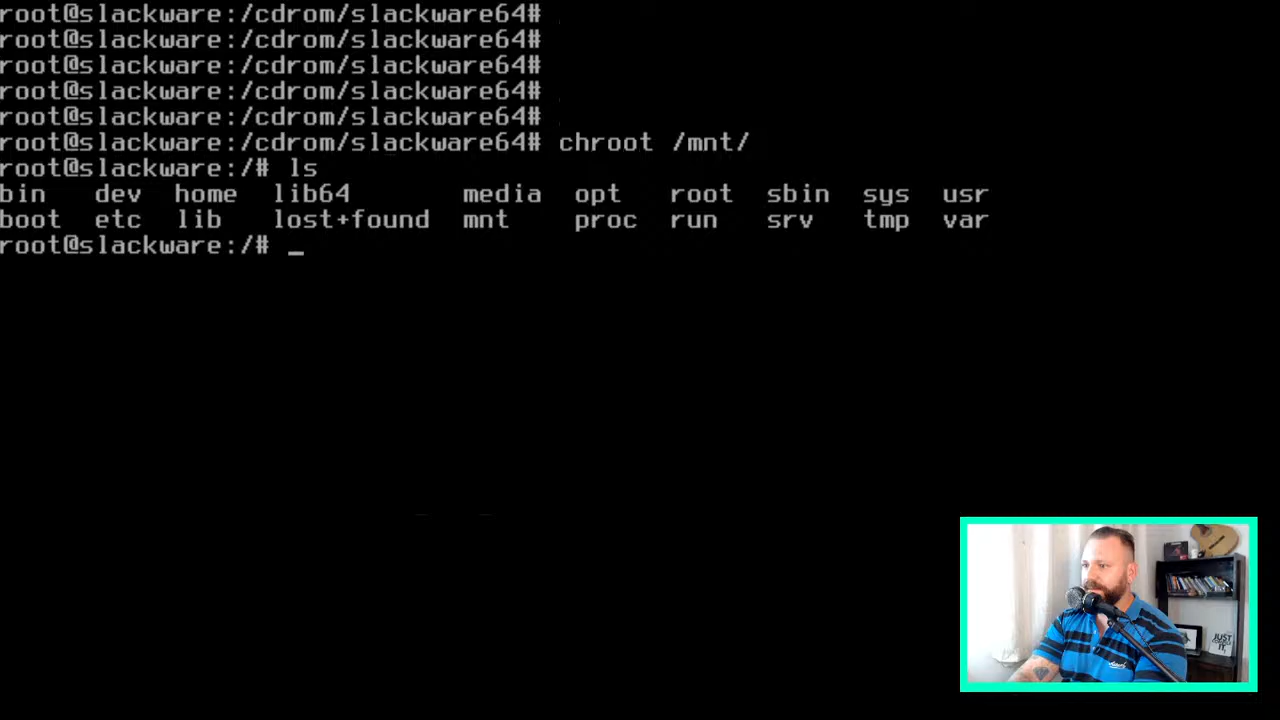 root@slackware:/cdrom/slackware64#
root@slackware:/cdrom/slackware64#
root@slackware:/cdrom/slackware64#
root@slackware:/cdrom/slackware64#
root@slackware:/cdrom/slackware64#
root@slackware:/cdrom/slackware64# chroot /mnt/
root@slackware:/# ls
bin dev home lib64 media opt root sbin sys usr
boot etc lib lost+found mnt proc run srv tmp var
root@slackware:/# _
JUST
IT